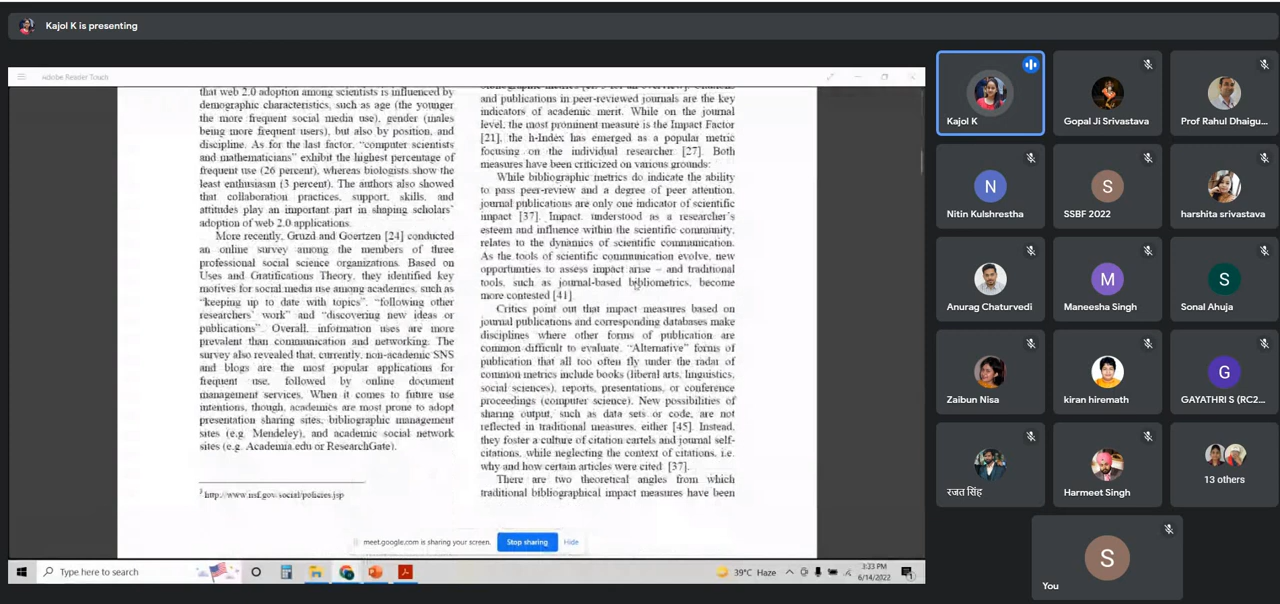 Kajol K is presenting
Adobe Reader Touch
that web 2.0 adoption among scientists is influenced by
demographic characteristics, such as age (the younger
the more frequent social media use), gender (males
being more frequent users), but also by position, and
discipline. As for the last factor, "computer scientists
and mathematicians" exhibit the highest percentage of
frequent use (26 percent), whereas biologists show the
least enthusiasm (3 percent). The authors also showed
that collaboration practices, support, skills, and
attitudes play an important part in shaping scholars'
adoption of web 2.0 applications.
More recently, Gruzd and Goertzen [24] conducted
an online survey among the members of three
professional social science organizations. Based on
Uses and Gratifications Theory, they identified key
motives for social media use among academics, such as
"keeping up to date with topics", "following other
researchers' work" and "discovering new ideas or
publications". Overall, information uses are more
prevalent than communication and networking. The
survey also revealed that, currently, non-academic SNS
and blogs are the most popular applications for
frequent use, followed by online document
management services. When it comes to future use
intentions, though, academics are most prone to adopt
presentation sharing sites, bibliographic management
sites (e.g. Mendeley), and academic social network
sites (e.g. Academia.edu or ResearchGate).
3 http://www.nsf.gov/social/policies.jsp
and publications in peer-reviewed journals are the key
indicators of academic merit. While on the journal
level, the most prominent measure is the Impact Factor
[21], the h-Index has emerged as a popular metric
focusing on the individual researcher [27]. Both
measures have been criticized on various grounds:
While bibliographic metrics do indicate the ability
to pass peer-review and a degree of peer attention,
journal publications are only one indicator of scientific
impact [37]. Impact, understood as a researcher's
esteem and influence within the scientific community,
relates to the dynamics of scientific communication.
As the tools of scientific communication evolve, new
opportunities to assess impact arise – and traditional
tools, such as journal-based bibliometrics, become
more contested [41].
Critics point out that impact measures based on
journal publications and corresponding databases make
disciplines where other forms of publication are
common difficult to evaluate. "Alternative" forms of
publication that all too often fly under the radar of
common metrics include books (liberal arts, linguistics,
social sciences), reports, presentations, or conference
proceedings (computer science). New possibilities of
sharing output, such as data sets or code, are not
reflected in traditional measures, either [45]. Instead,
they foster a culture of citation cartels and journal self-
citations, while neglecting the context of citations, i.e.
why and how certain articles were cited [37].
There are two theoretical angles from which
traditional bibliographical impact measures have been
meet.google.com is sharing your screen.
Stop sharing
Hide
Type here to search
39°C Haze
3:33 PM
6/14/2022
Kajol K
Gopal Ji Srivastava
Prof Rahul Dhaigu...
N
Nitin Kulshrestha
S
SSBF 2022
harshita srivastava
Anurag Chaturvedi
M
Maneesha Singh
S
Sonal Ahuja
Zaibun Nisa
kiran hiremath
G
GAYATHRI S (RC2...
रजत सिंह
Harmeet Singh
13 others
S
You